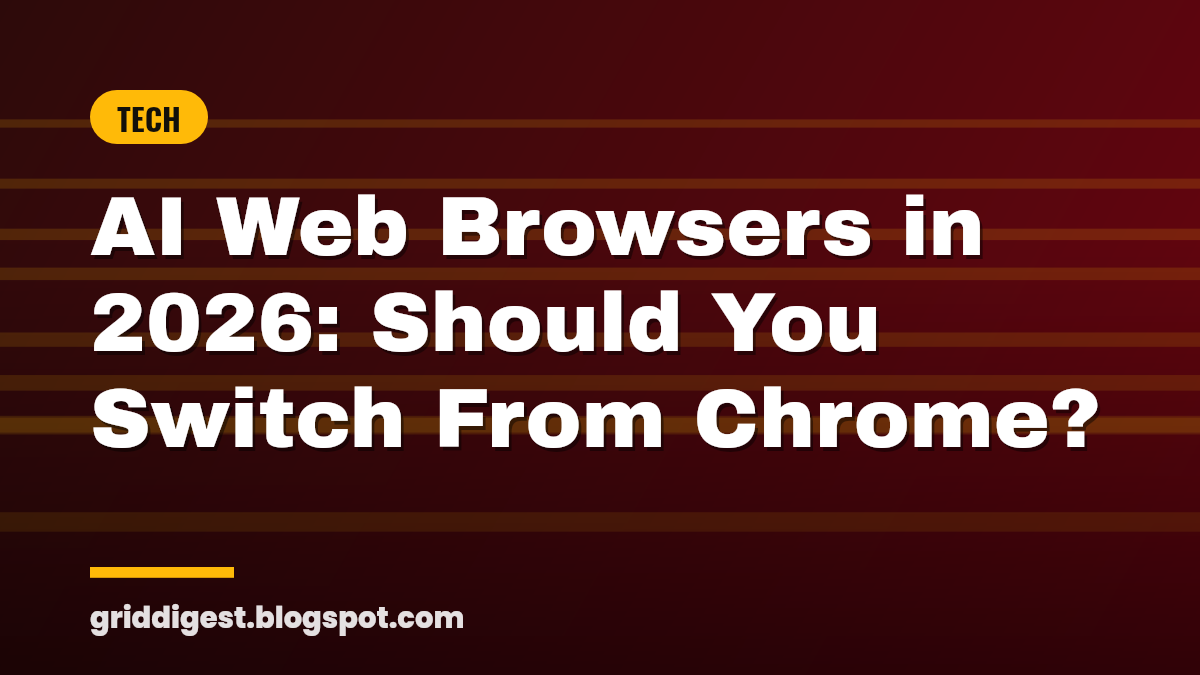 TECH
AI Web Browsers in
2026: Should You
Switch From Chrome?
griddigest.blogspot.com